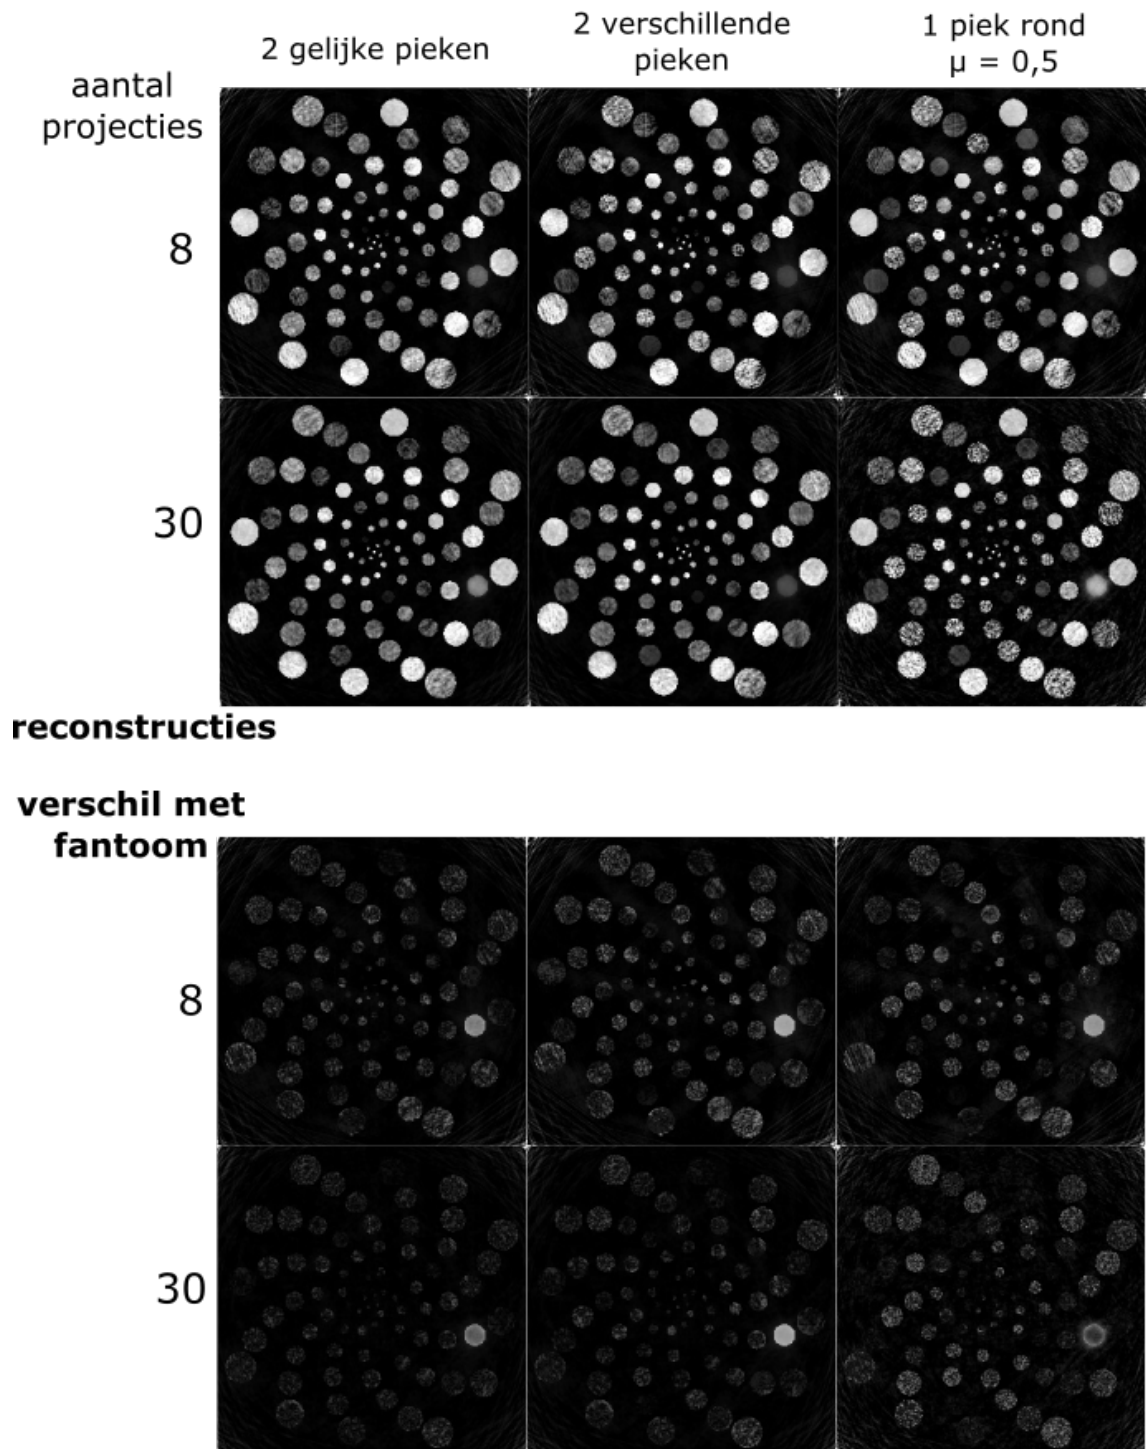 2 gelijke pieken
2 verschillende
pieken
1 piek rond
μ = 0,5
aantal
projecties
8
30
reconstructies
verschil met
fantoom
8
30